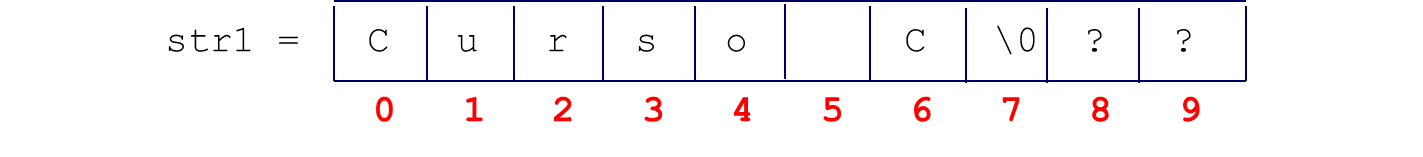 str1 = C u r s o C \0 ? ?
0 1 2 3 4 5 6 7 8 9